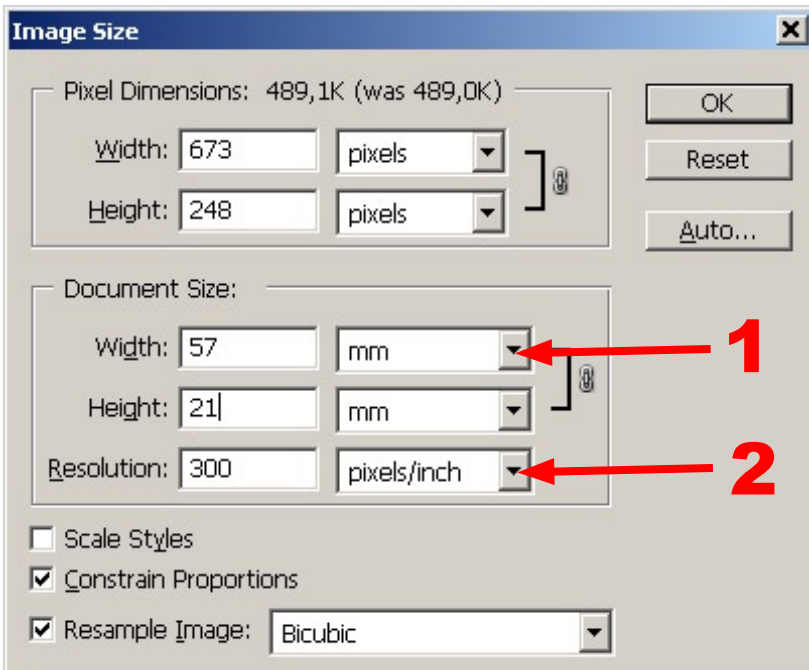 Image Size
Pixel Dimensions: 489,1K (was 489,0K)
OK
Width: 673 pixels
Reset
Height: 248 pixels
Auto...
Document Size:
Width: 57 mm
1
Height: 21 mm
Resolution: 300 pixels/inch
2
Scale Styles
Constrain Proportions
Resample Image: Bicubic